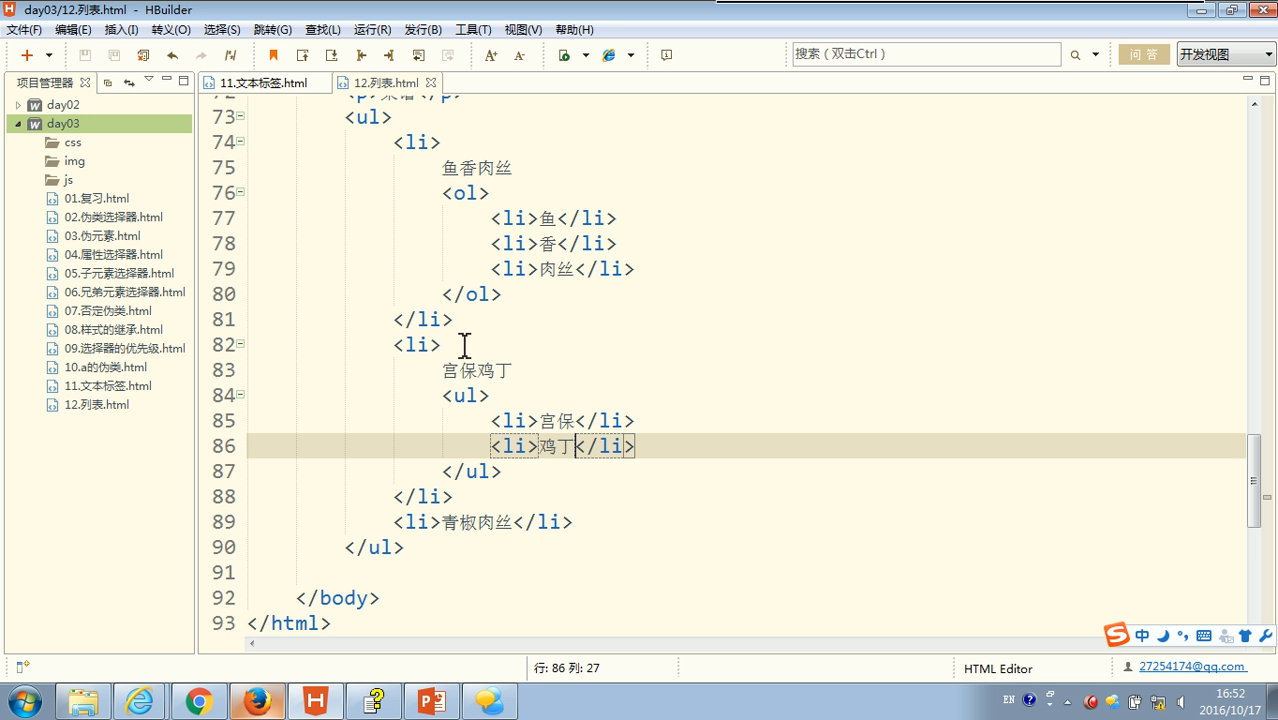 day03/12.列表.html - HBuilder
文件(F) 编辑(E) 插入(I) 转义(O) 选择(S) 跳转(G) 查找(L) 运行(R) 发行(B) 工具(T) 视图(V) 帮助(H)
搜索（双击Ctrl） 问答 开发视图
项目管理器 11.文本标签.html 12.列表.html
day02
day03
css
img
js
01.复习.html
02.伪类选择器.html
03.伪元素.html
04.属性选择器.html
05.子元素选择器.html
06.兄弟元素选择器.html
07.否定伪类.html
08.样式的继承.html
09.选择器的优先级.html
10.a的伪类.html
11.文本标签.html
12.列表.html
72 <p>菜谱</p>
73 <ul>
74 <li>
75 鱼香肉丝
76 <ol>
77 <li>鱼</li>
78 <li>香</li>
79 <li>肉丝</li>
80 </ol>
81 </li>
82 <li>
83 宫保鸡丁
84 <ul>
85 <li>宫保</li>
86 <li>鸡丁</li>
87 </ul>
88 </li>
89 <li>青椒肉丝</li>
90 </ul>
91
92 </body>
93 </html>
中
行: 86 列: 27 HTML Editor 27254174@qq.com
EN 16:52
2016/10/17